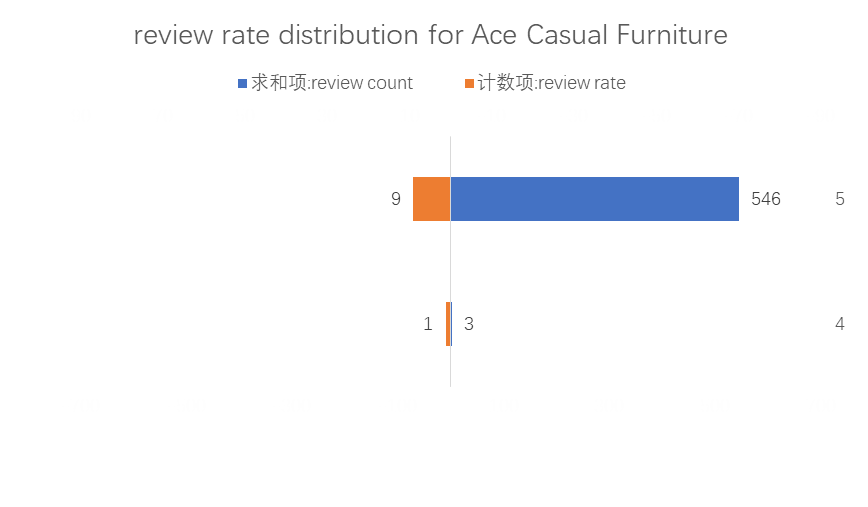 review rate distribution for Ace Casual Furniture
求和项:review count 计数项:review rate
9 546 5
1 3 4